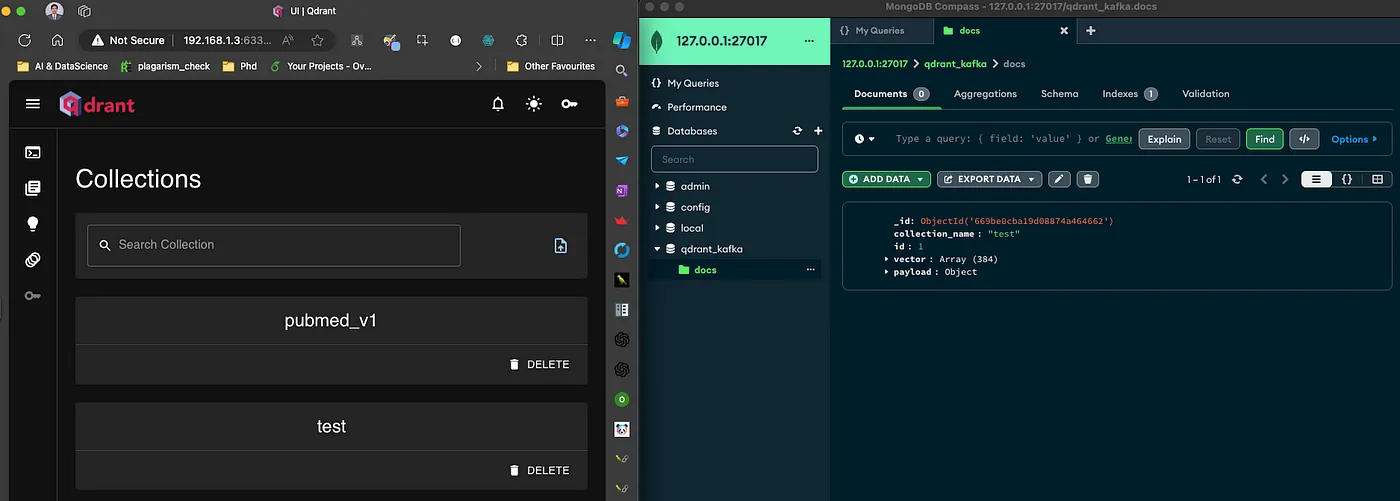 UI | Qdrant
Not Secure
192.168.1.3:633...
AI & DataScience
plagarism_check
Phd
Your Projects - Ov...
Other Favourites
qdrant
Collections
Search Collection
pubmed_v1
DELETE
test
DELETE
MongoDB Compass - 127.0.0.1:27017/qdrant_kafka.docs
127.0.0.1:27017
...
{} My Queries
Performance
Databases
Search
admin
config
local
qdrant_kafka
docs
...
{} My Queries
docs
127.0.0.1:27017 > qdrant_kafka > docs
Documents 0
Aggregations
Schema
Indexes 1
Validation
Type a query: { field: 'value' } or Gener
Explain
Reset
Find
</>
Options
ADD DATA
EXPORT DATA
1 – 1 of 1
{}
_id: ObjectId('669be0cba19d08874a464662')
collection_name : "test"
id : 1
vector : Array (384)
payload : Object